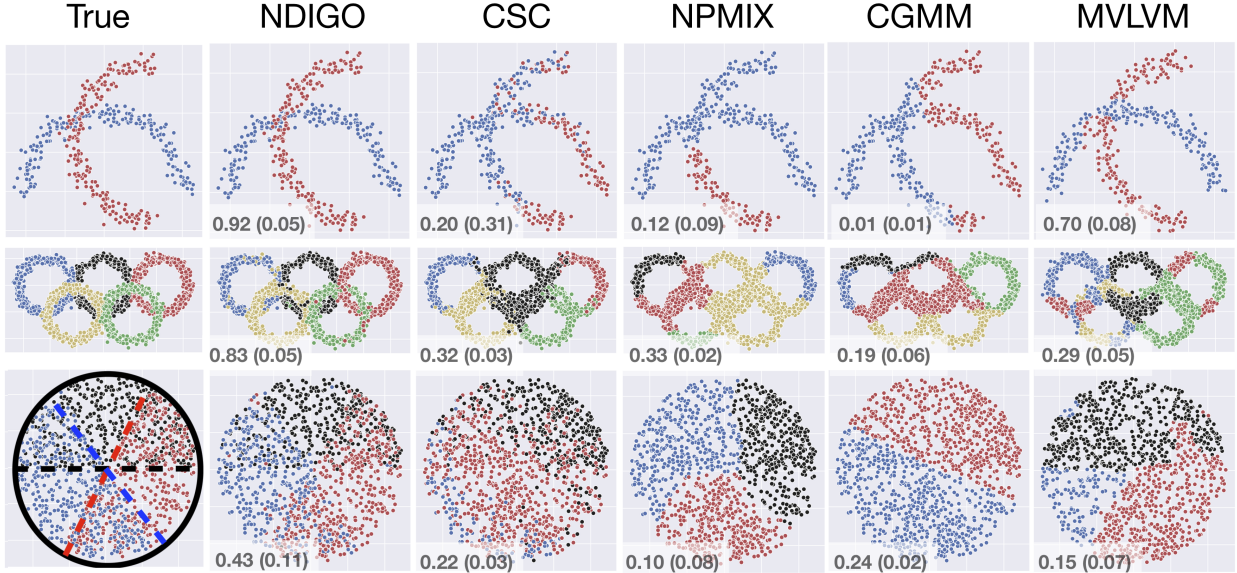 True NDIGO CSC NPMIX CGMM MVLVM
0.92 (0.05) 0.20 (0.31) 0.12 (0.09) 0.01 (0.01) 0.70 (0.08)
0.83 (0.05) 0.32 (0.03) 0.33 (0.02) 0.19 (0.06) 0.29 (0.05)
0.43 (0.11) 0.22 (0.03) 0.10 (0.08) 0.24 (0.02) 0.15 (0.07)